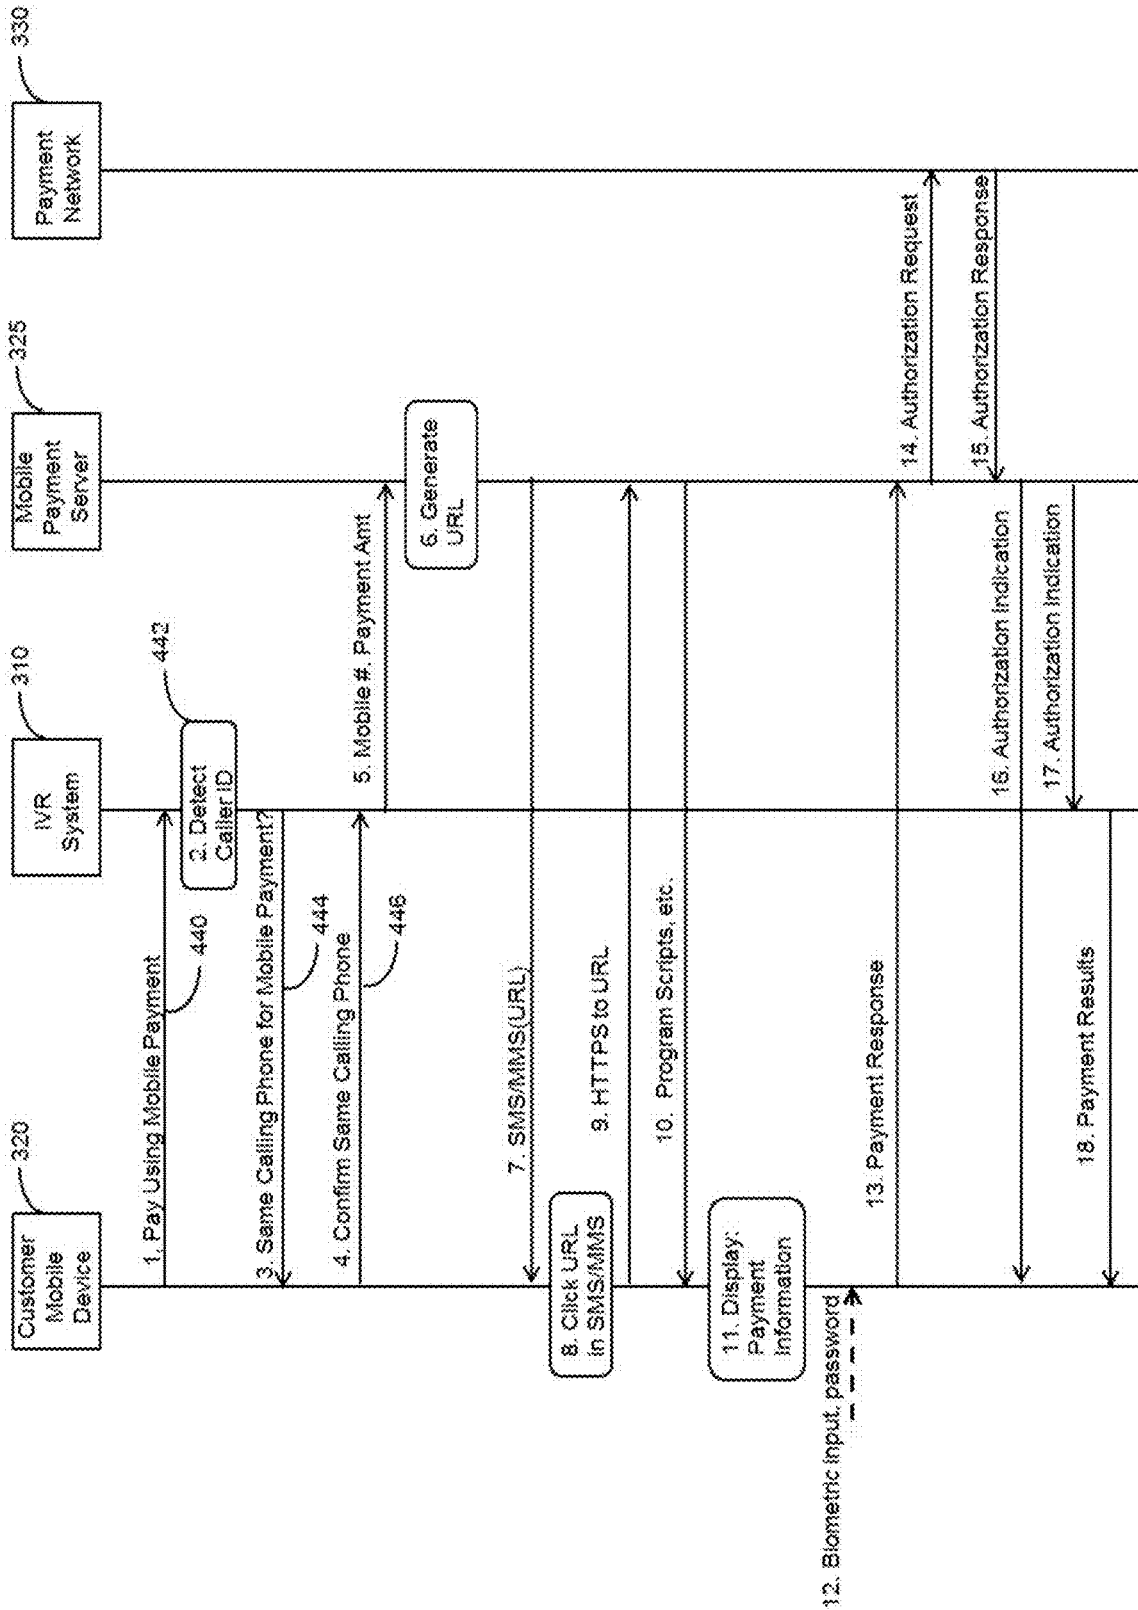 Customer
Mobile
Device
320
IVR
System
310
Mobile
Payment
Server
325
Payment
Network
330
1. Pay Using Mobile Payment
440
2. Detect
Caller ID
442
3. Same Calling Phone for Mobile Payment?
444
4. Confirm Same Calling Phone
446
5. Mobile #. Payment Amt
6. Generate
URL
7. SMS/MMS(URL)
8. Click URL
in SMS/MMS
9. HTTPS to URL
10. Program Scripts, etc.
11. Display:
Payment
Information
12. Biometric input, password
13. Payment Response
14. Authorization Request
15. Authorization Response
16. Authorization Indication
17. Authorization Indication
18. Payment Results